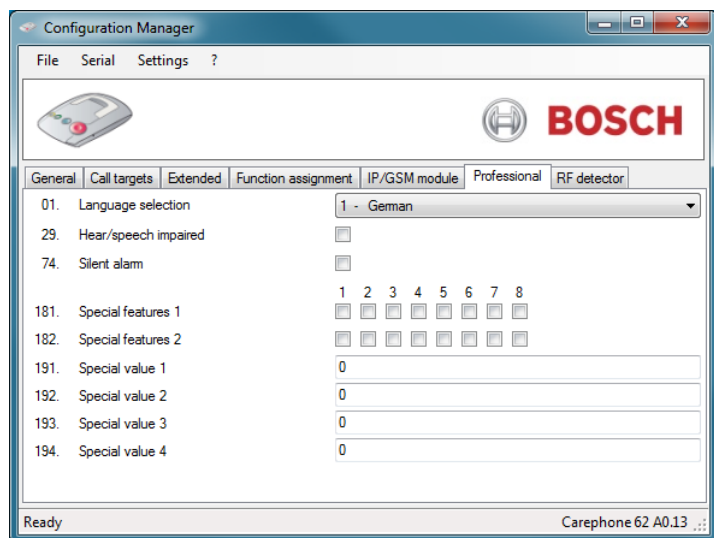 Configuration Manager
File Serial Settings ?
BOSCH
General Call targets Extended Function assignment IP/GSM module Professional RF detector
01. Language selection 1 - German
29. Hear/speech impaired
74. Silent alarm
1 2 3 4 5 6 7 8
181. Special features 1
182. Special features 2
191. Special value 1 0
192. Special value 2 0
193. Special value 3 0
194. Special value 4 0
Ready Carephone 62 A0.13